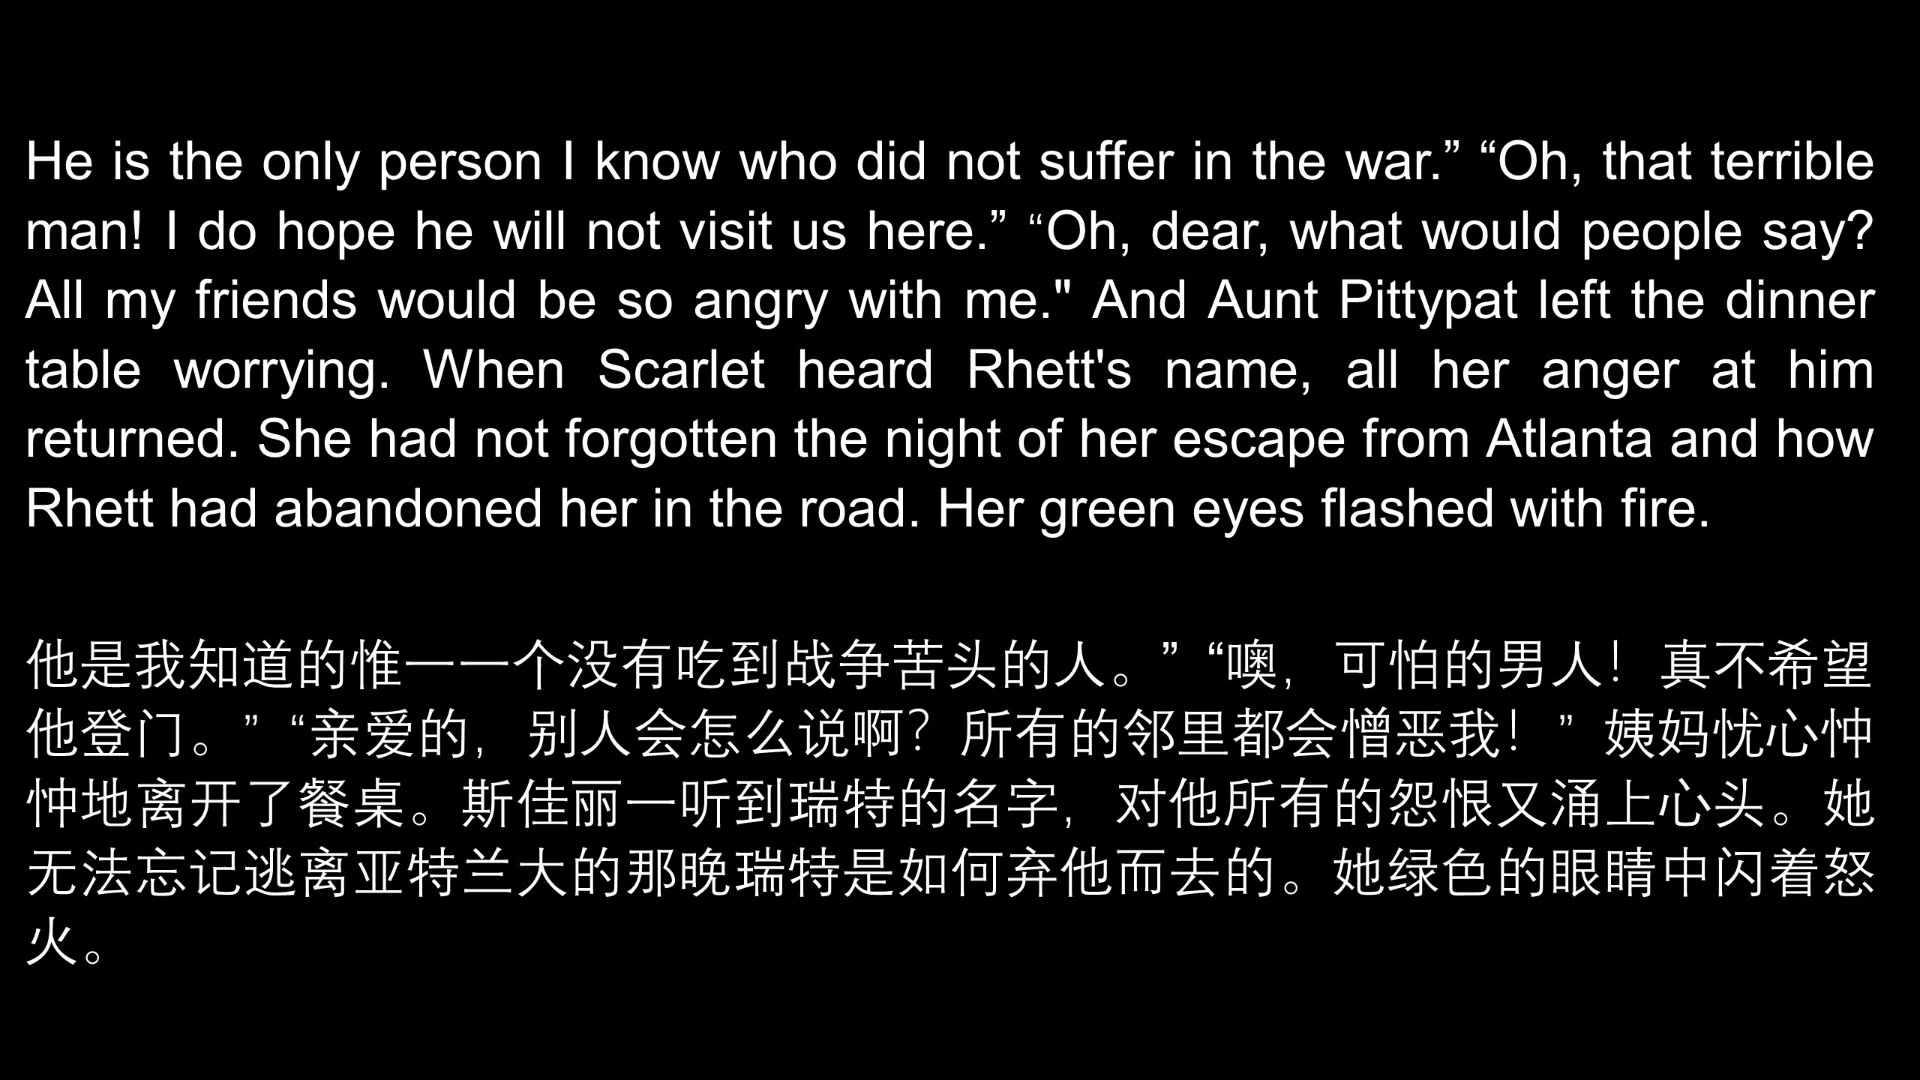 He is the only person I know who did not suffer in the war.” “Oh, that terrible
man! I do hope he will not visit us here.” “Oh, dear, what would people say?
All my friends would be so angry with me." And Aunt Pittypat left the dinner
table worrying. When Scarlet heard Rhett's name, all her anger at him
returned. She had not forgotten the night of her escape from Atlanta and how
Rhett had abandoned her in the road. Her green eyes flashed with fire.
他是我知道的惟一一个没有吃到战争苦头的人。” “噢，可怕的男人！真不希望
他登门。” “亲爱的，别人会怎么说啊？所有的邻里都会憎恶我！” 姨妈忧心忡
忡地离开了餐桌。斯佳丽一听到瑞特的名字，对他所有的怨恨又涌上心头。她
无法忘记逃离亚特兰大的那晚瑞特是如何弃他而去的。她绿色的眼睛中闪着怒
火。